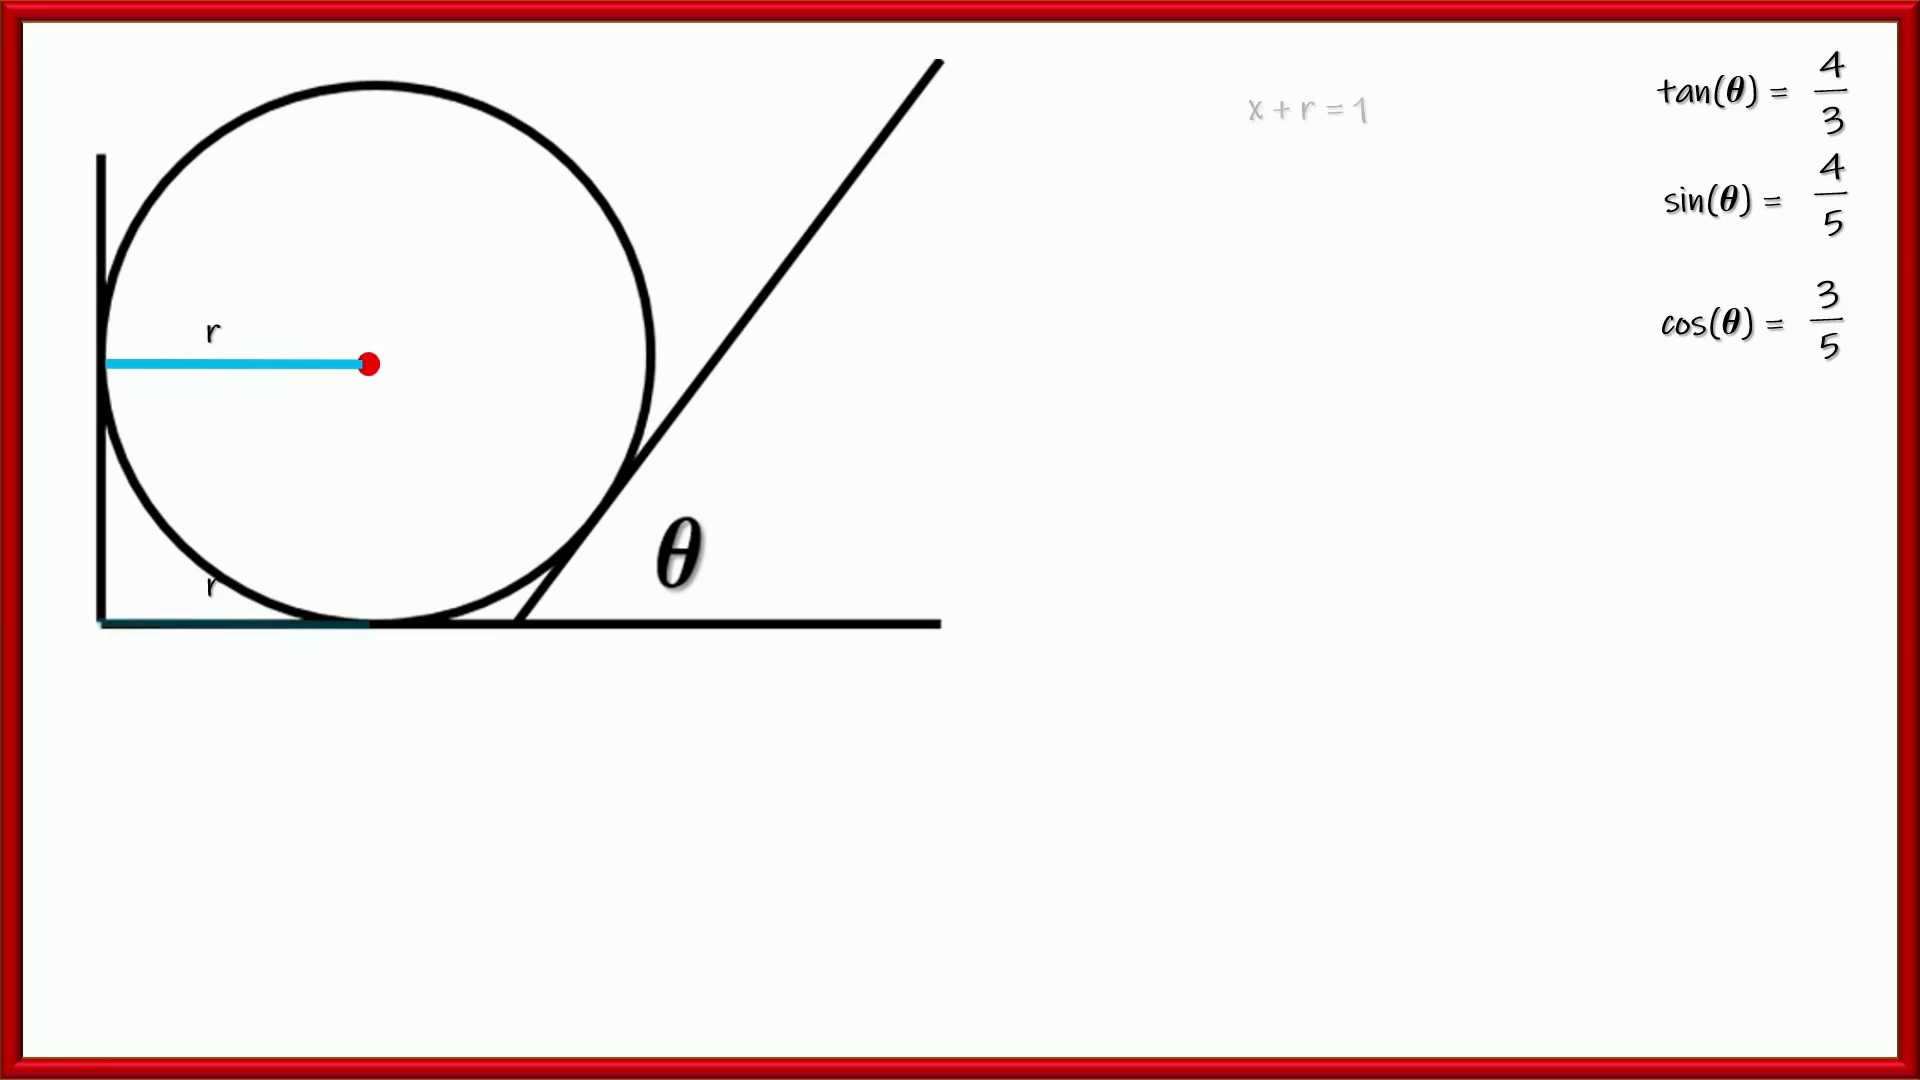 x + r = 1
tan(θ) = 4/3
sin(θ) = 4/5
cos(θ) = 3/5
r
θ
r